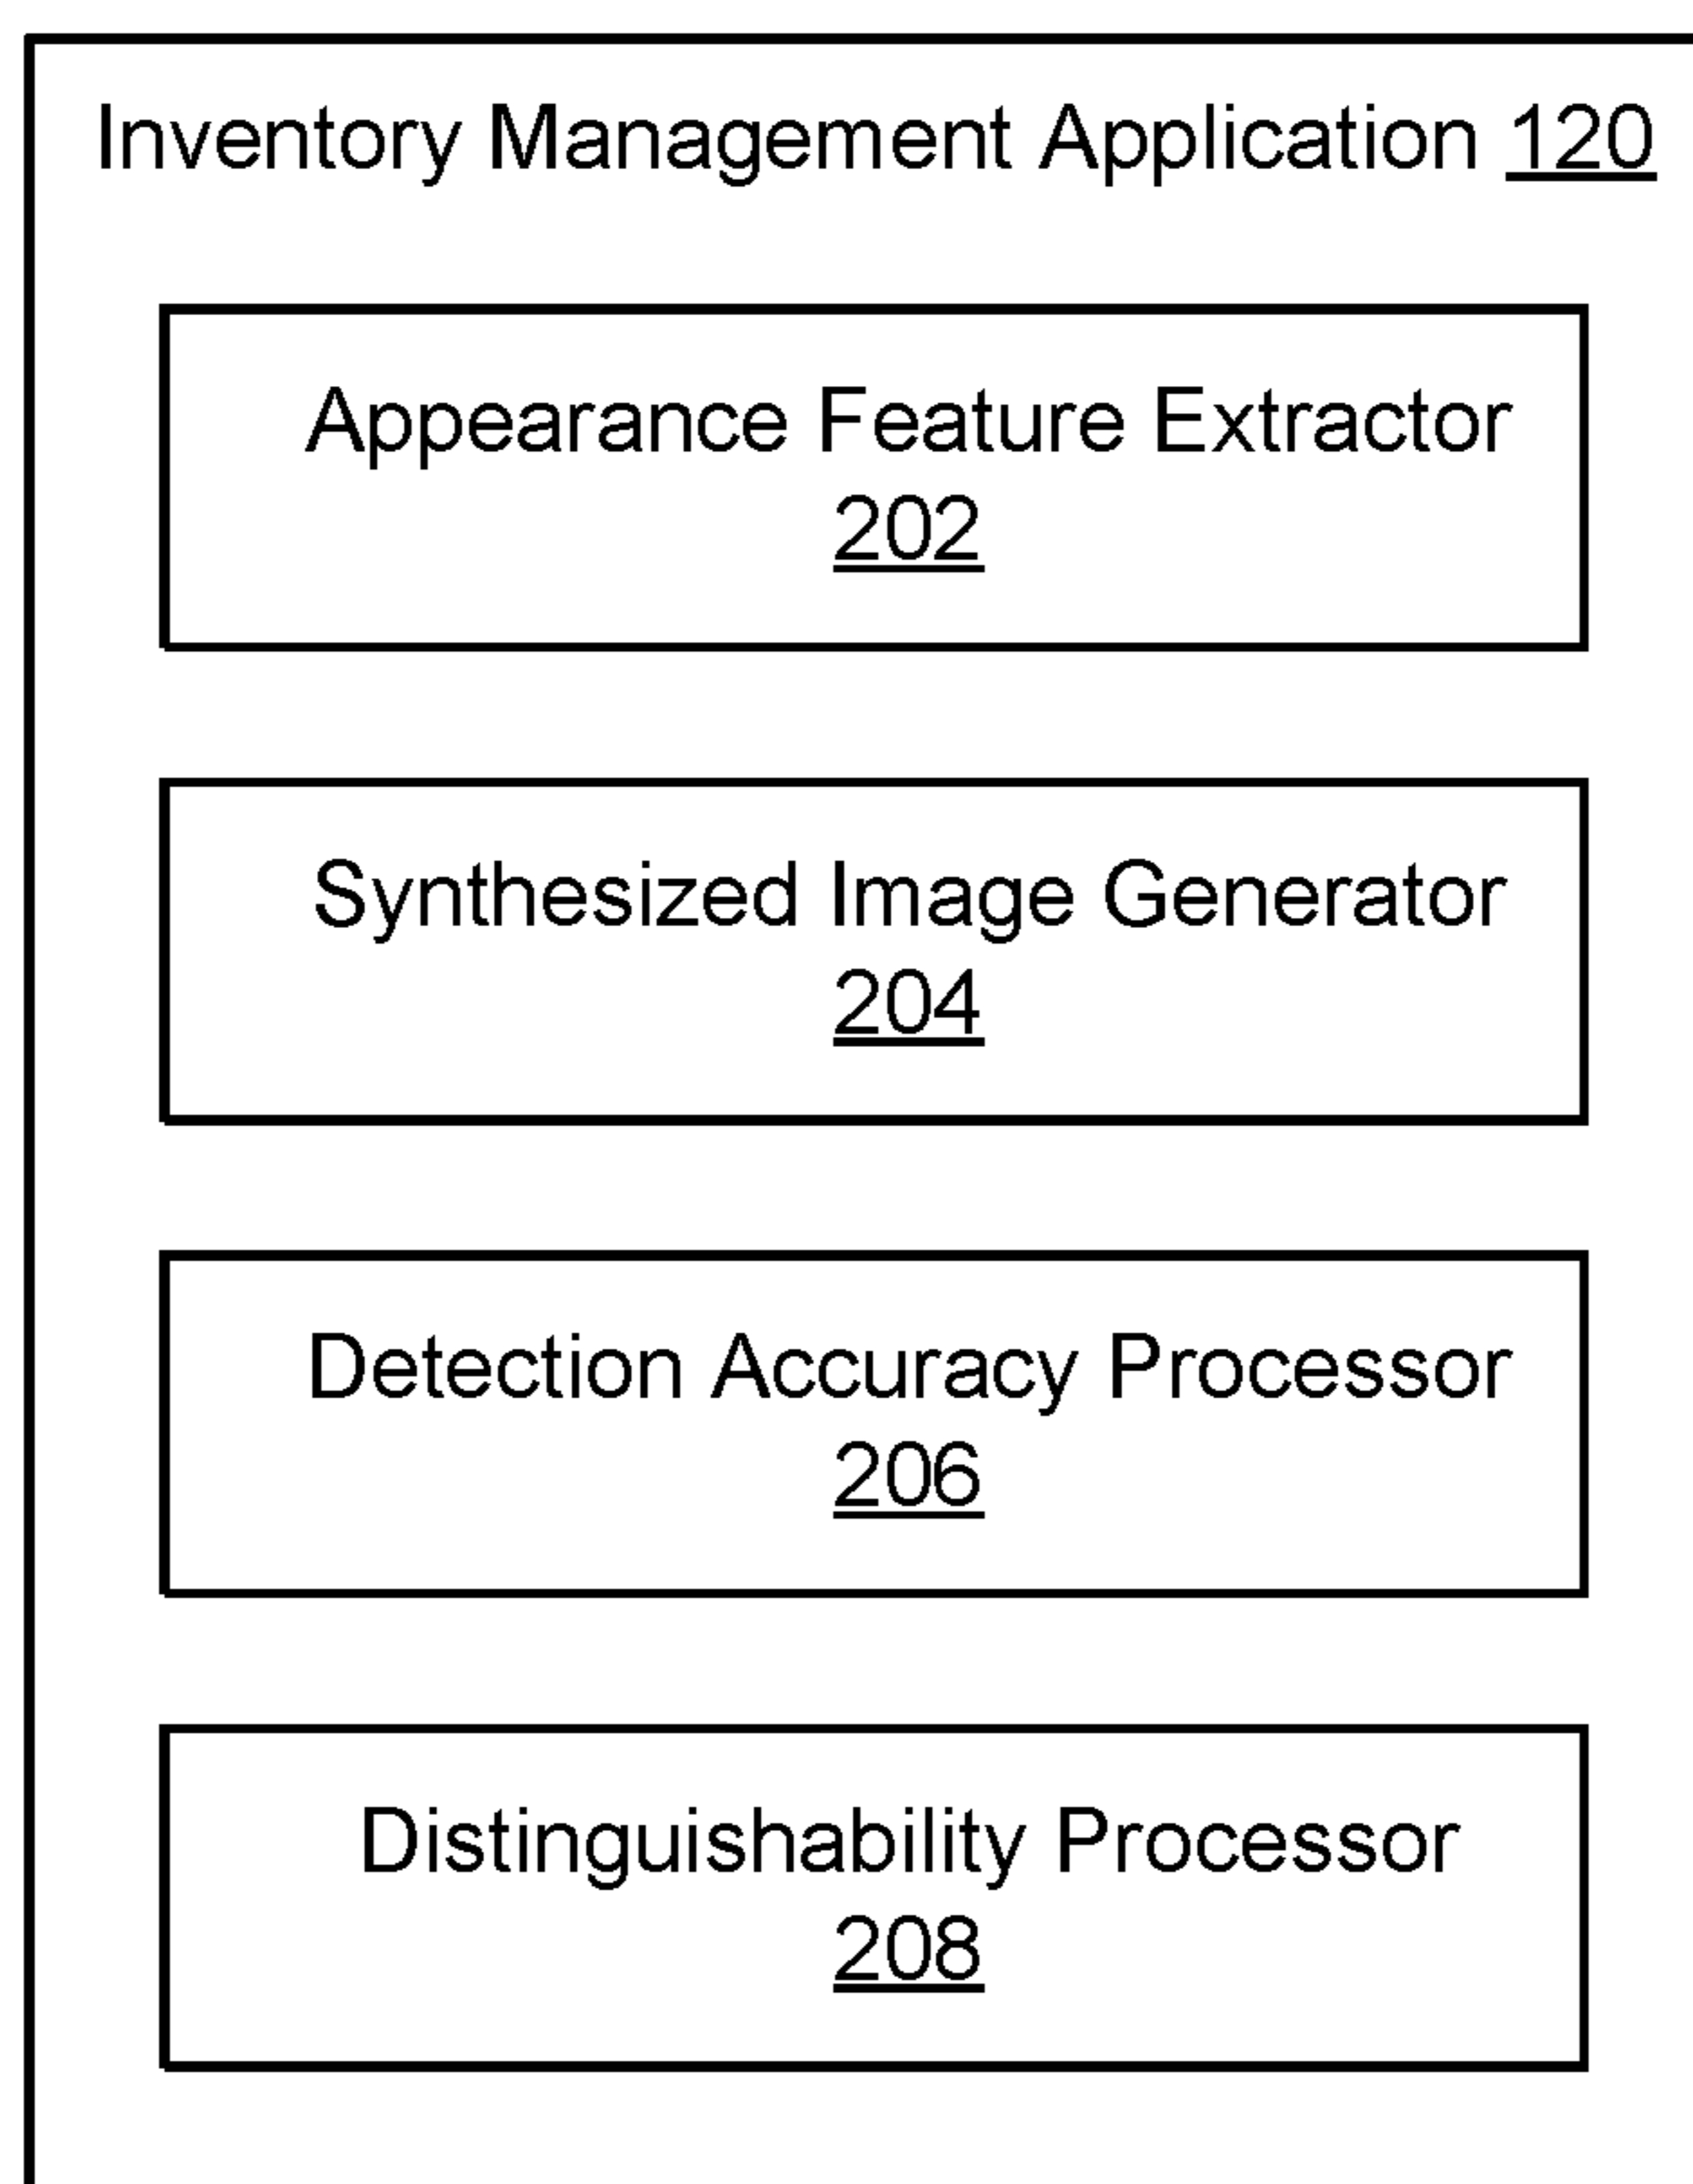 Inventory Management Application 120
Appearance Feature Extractor
202
Synthesized Image Generator
204
Detection Accuracy Processor
206
Distinguishability Processor
208